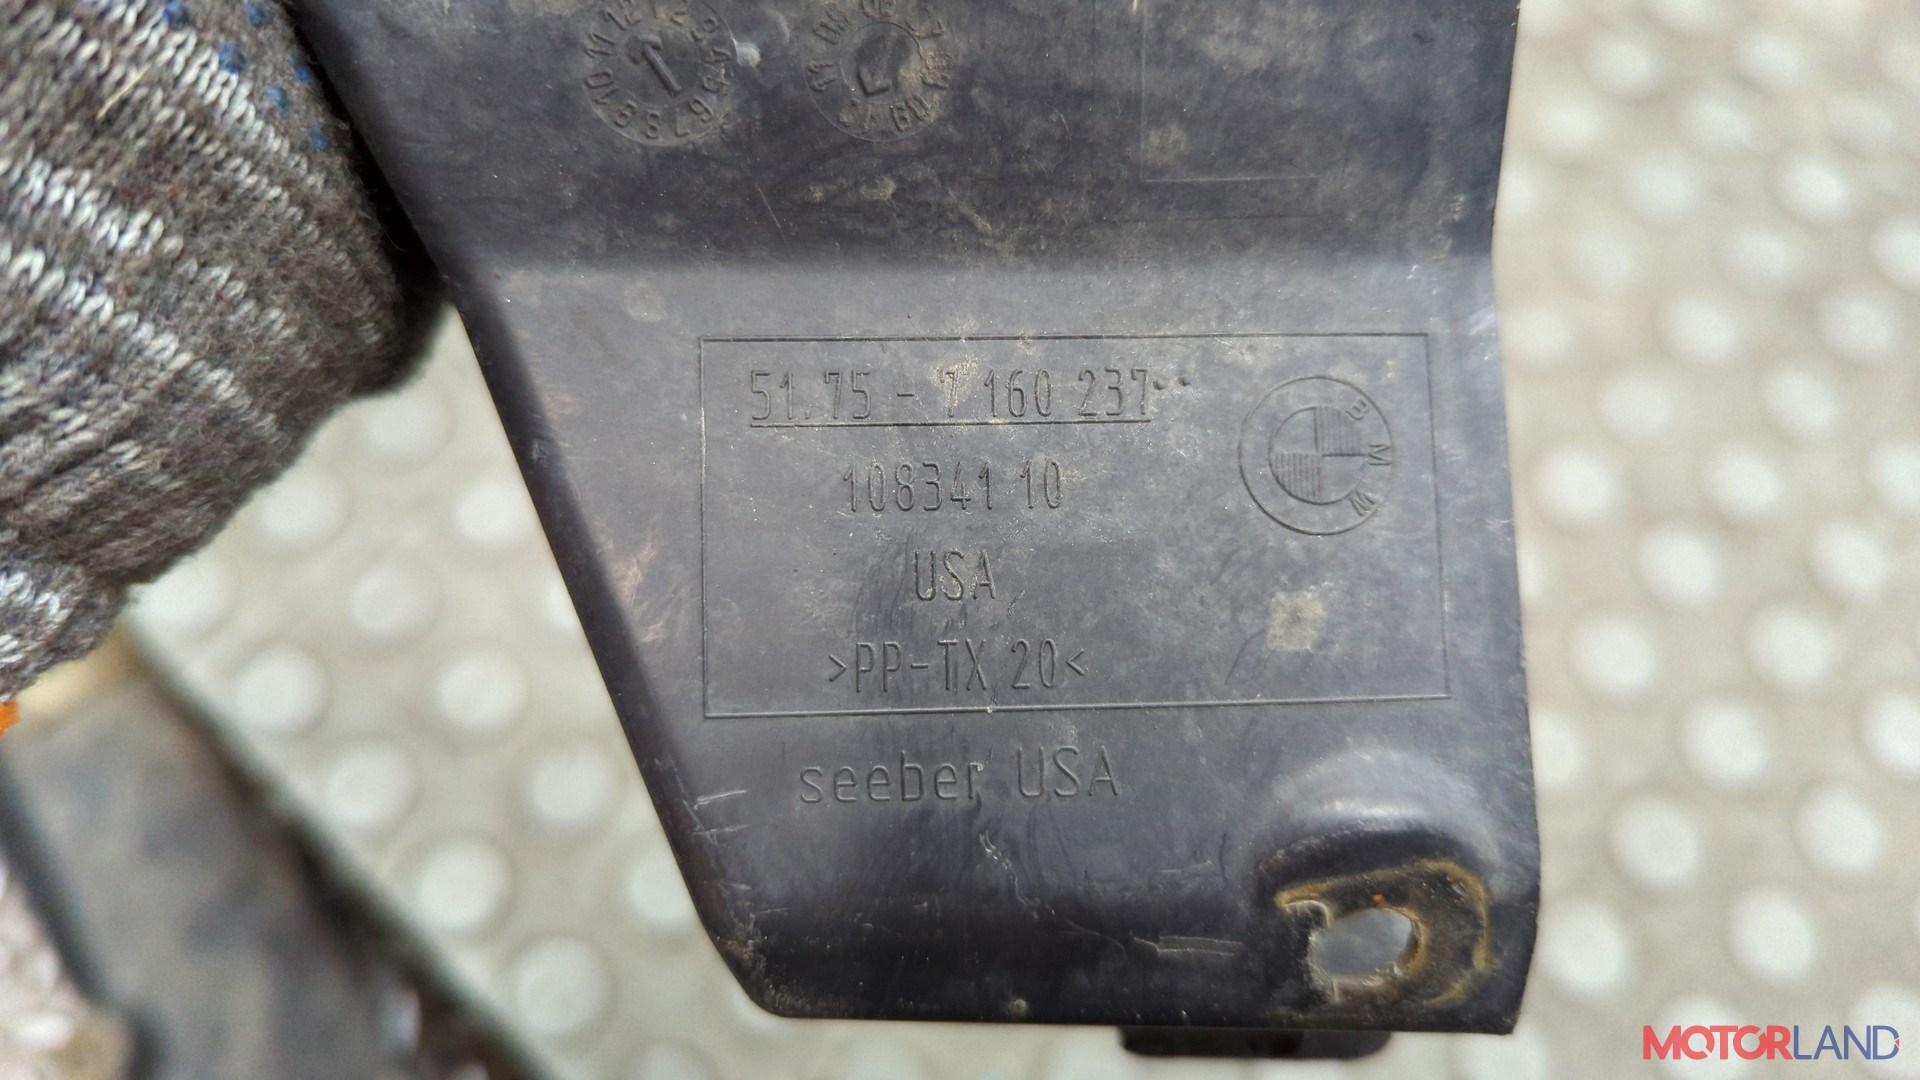 51.75 - 7 160 237
108341 10
USA
>PP-TX 20<
BMW
seeber USA
MOTORLAND